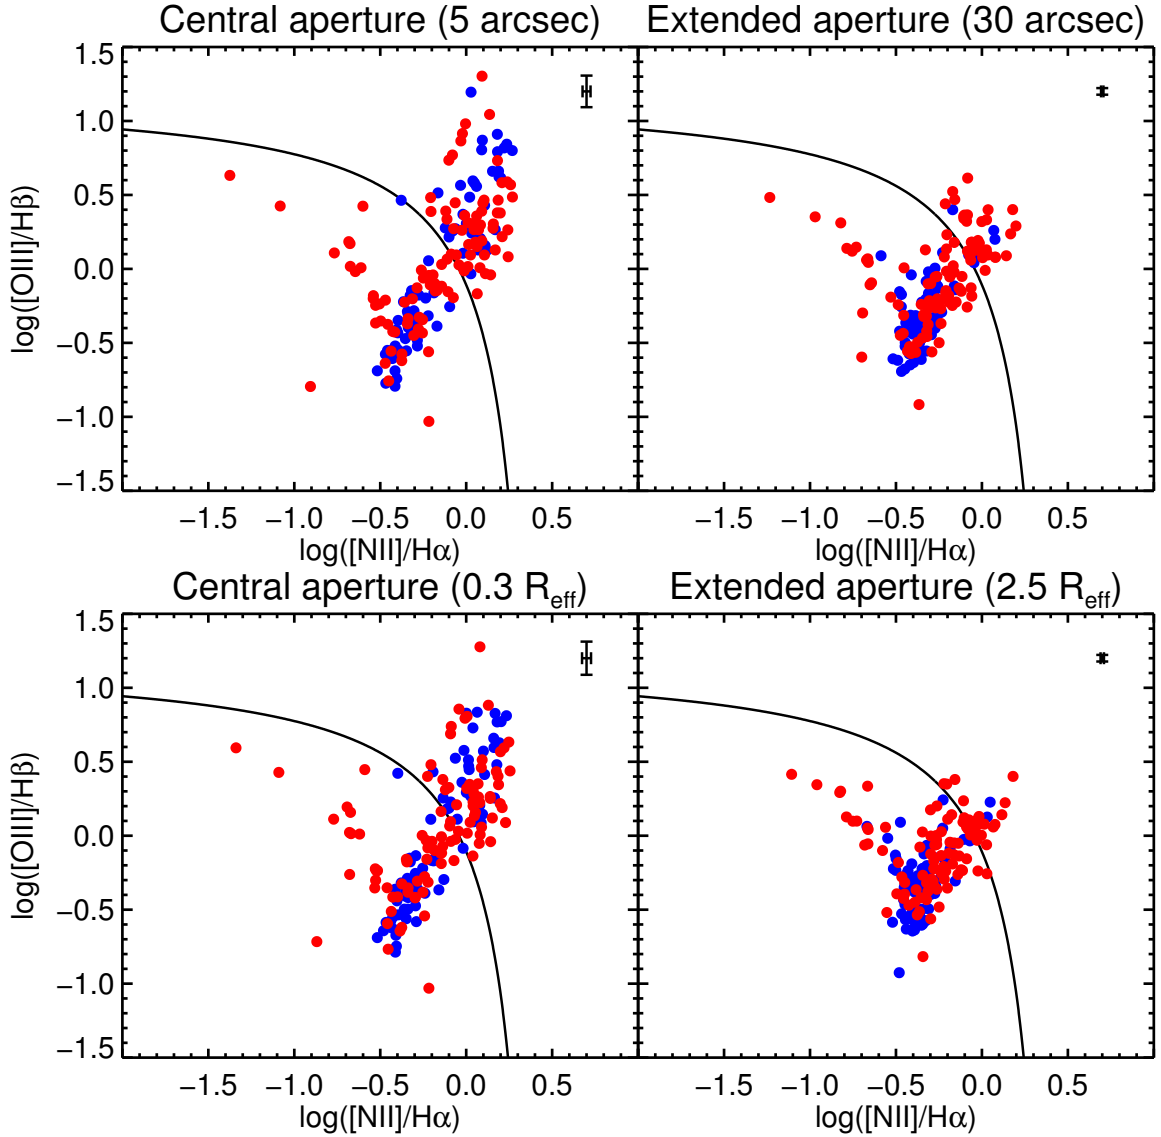 Central aperture (5 arcsec) Extended aperture (30 arcsec)
1.5
1.0
0.5
0.0
−0.5
−1.0
−1.5
log([OIII]/Hβ)
−1.5 −1.0 −0.5 0.0 0.5 −1.5 −1.0 −0.5 0.0 0.5
log([NII]/Hα) log([NII]/Hα)
Central aperture (0.3 Reff) Extended aperture (2.5 Reff)
1.5
1.0
0.5
0.0
−0.5
−1.0
−1.5
log([OIII]/Hβ)
−1.5 −1.0 −0.5 0.0 0.5 −1.5 −1.0 −0.5 0.0 0.5
log([NII]/Hα) log([NII]/Hα)